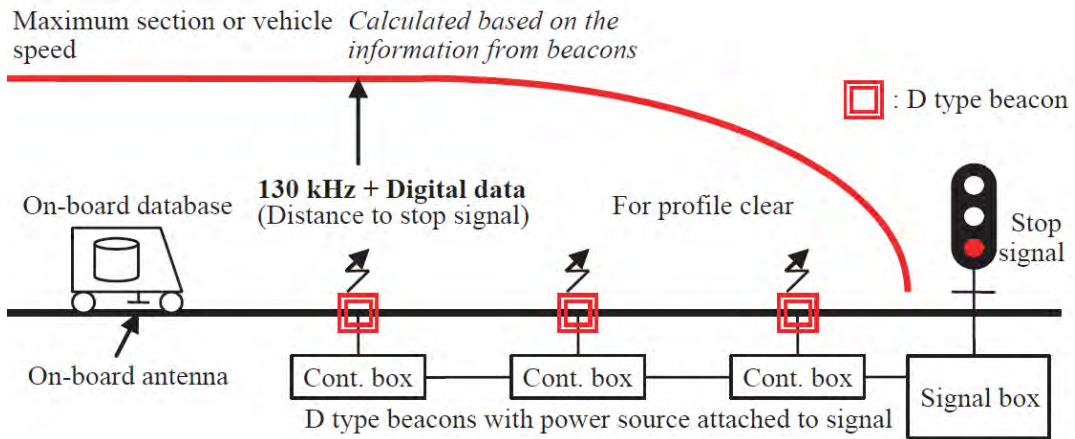 Maximum section or vehicle
speed
Calculated based on the
information from beacons
: D type beacon
130 kHz + Digital data
(Distance to stop signal)
On-board database
For profile clear
Stop
signal
On-board antenna
Cont. box
Cont. box
Cont. box
Signal box
D type beacons with power source attached to signal